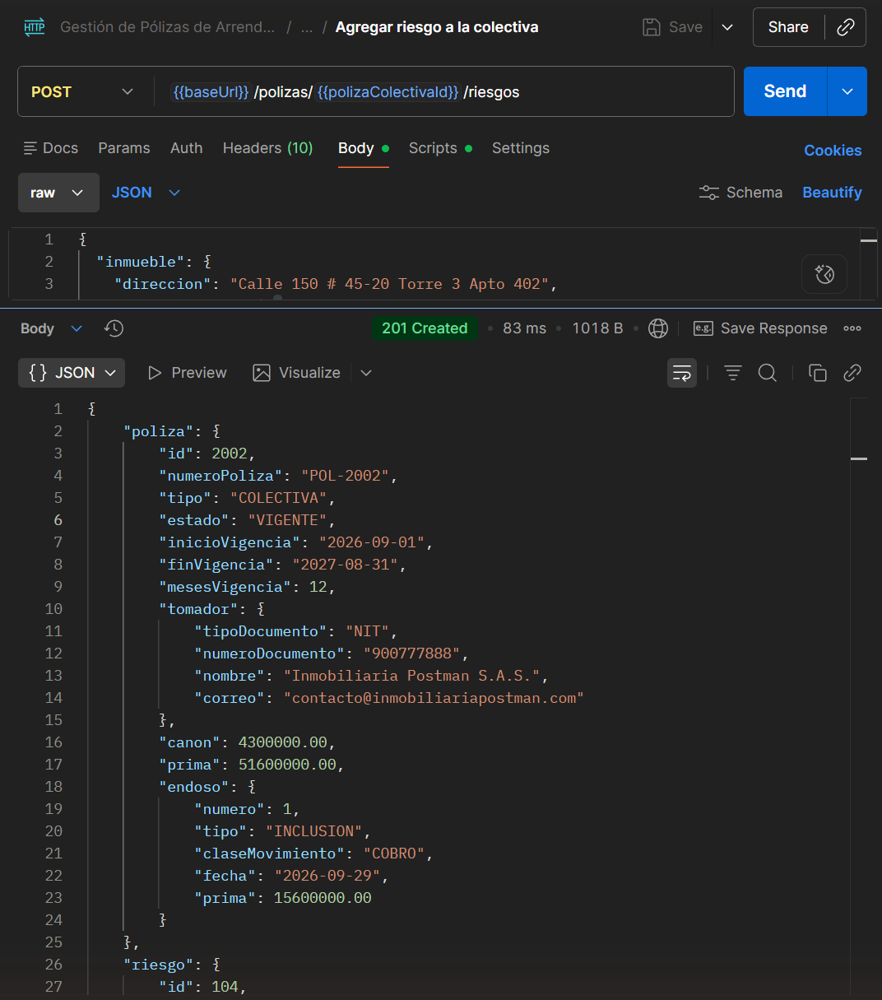 HTTP Gestión de Pólizas de Arrend... / ... / Agregar riesgo a la colectiva Save Share
POST {{baseUrl}} /polizas/ {{polizaColectivaId}} /riesgos Send
Docs Params Auth Headers (10) Body Scripts Settings Cookies
raw JSON Schema Beautify
1 {
2 "inmueble": {
3 "direccion": "Calle 150 # 45-20 Torre 3 Apto 402",
Body 201 Created 83 ms 1018 B e.g. Save Response
{} JSON Preview Visualize
1 {
2 "poliza": {
3 "id": 2002,
4 "numeroPoliza": "POL-2002",
5 "tipo": "COLECTIVA",
6 "estado": "VIGENTE",
7 "inicioVigencia": "2026-09-01",
8 "finVigencia": "2027-08-31",
9 "mesesVigencia": 12,
10 "tomador": {
11 "tipoDocumento": "NIT",
12 "numeroDocumento": "900777888",
13 "nombre": "Inmobiliaria Postman S.A.S.",
14 "correo": "contacto@inmobiliariapostman.com"
15 },
16 "canon": 4300000.00,
17 "prima": 51600000.00,
18 "endoso": {
19 "numero": 1,
20 "tipo": "INCLUSION",
21 "claseMovimiento": "COBRO",
22 "fecha": "2026-09-29",
23 "prima": 15600000.00
24 }
25 },
26 "riesgo": {
27 "id": 104,